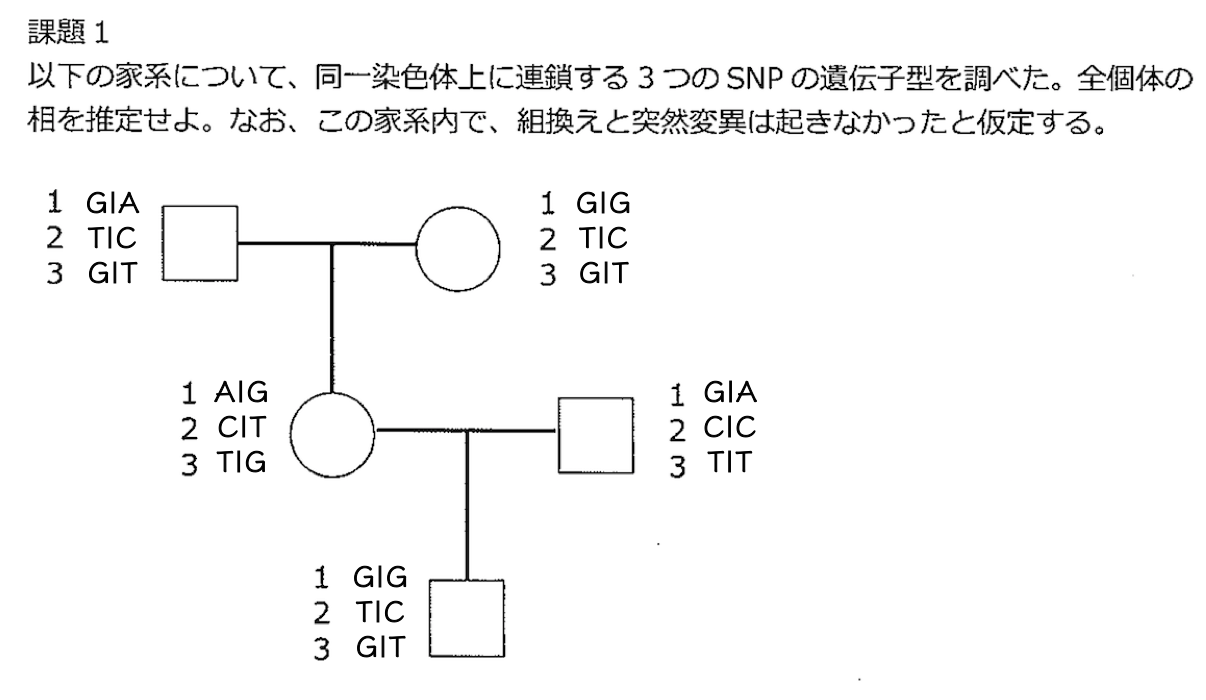 課題1
以下の家系について、同一染色体上に連鎖する3つのSNPの遺伝子型を調べた。全個体の
相を推定せよ。なお、この家系内で、組換えと突然変異は起きなかったと仮定する。
1 G|A
2 T|C
3 G|T
1 G|G
2 T|C
3 G|T
1 A|G
2 C|T
3 T|G
1 G|A
2 C|C
3 T|T
1 G|G
2 T|C
3 G|T